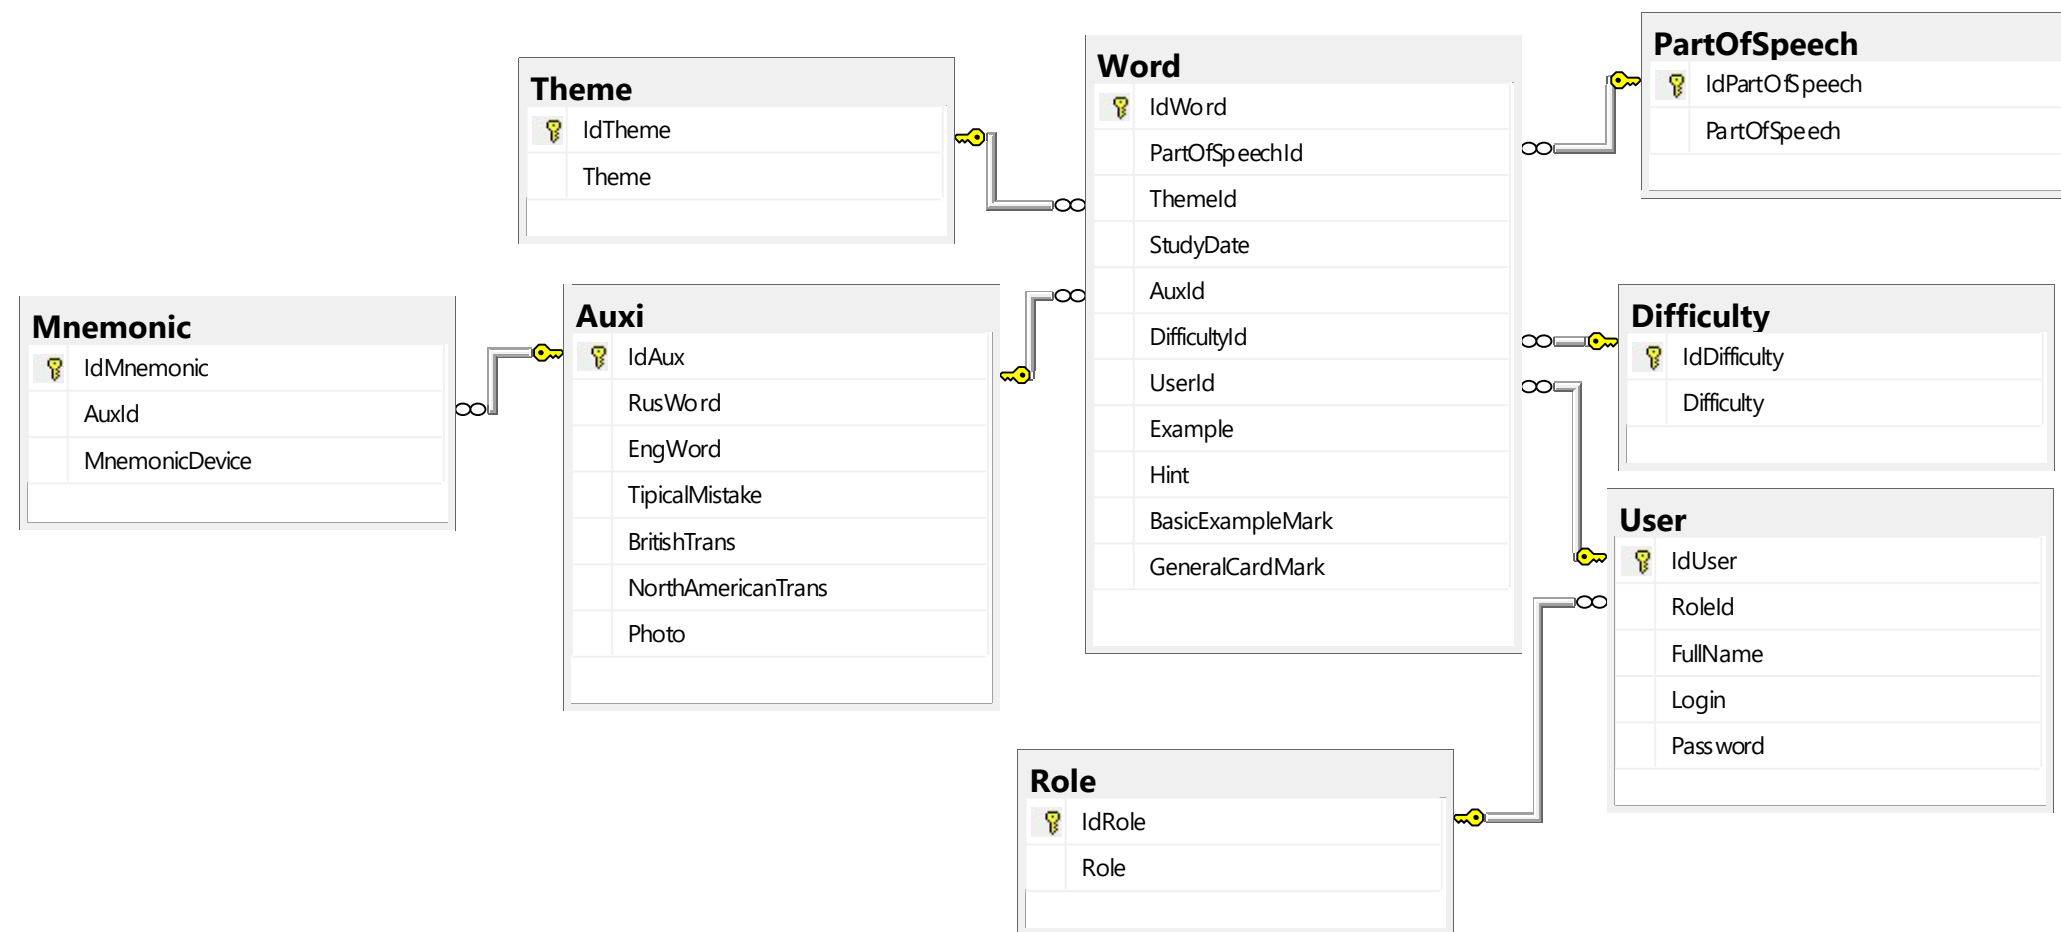 Theme
IdTheme
Theme
Mnemonic
IdMnemonic
AuxId
MnemonicDevice
Auxi
IdAux
RusWord
EngWord
TipicalMistake
BritishTrans
NorthAmericanTrans
Photo
Word
IdWord
PartOfSpeechId
ThemeId
StudyDate
AuxId
DifficultyId
UserId
Example
Hint
BasicExampleMark
GeneralCardMark
PartOfSpeech
IdPartOfSpeech
PartOfSpeech
Difficulty
IdDifficulty
Difficulty
User
IdUser
RoleId
FullName
Login
Password
Role
IdRole
Role